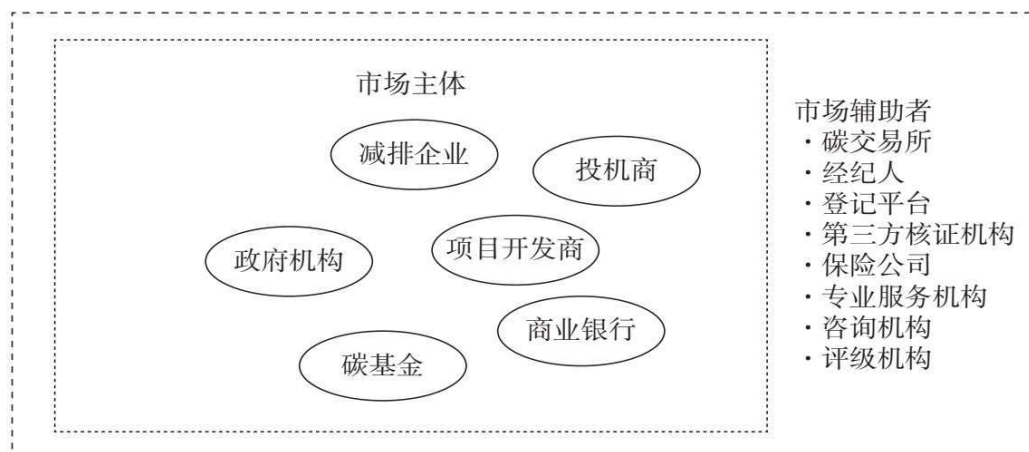 市场主体
减排企业
投机商
政府机构
项目开发商
商业银行
碳基金
市场辅助者
·碳交易所
·经纪人
·登记平台
·第三方核证机构
·保险公司
·专业服务机构
·咨询机构
·评级机构